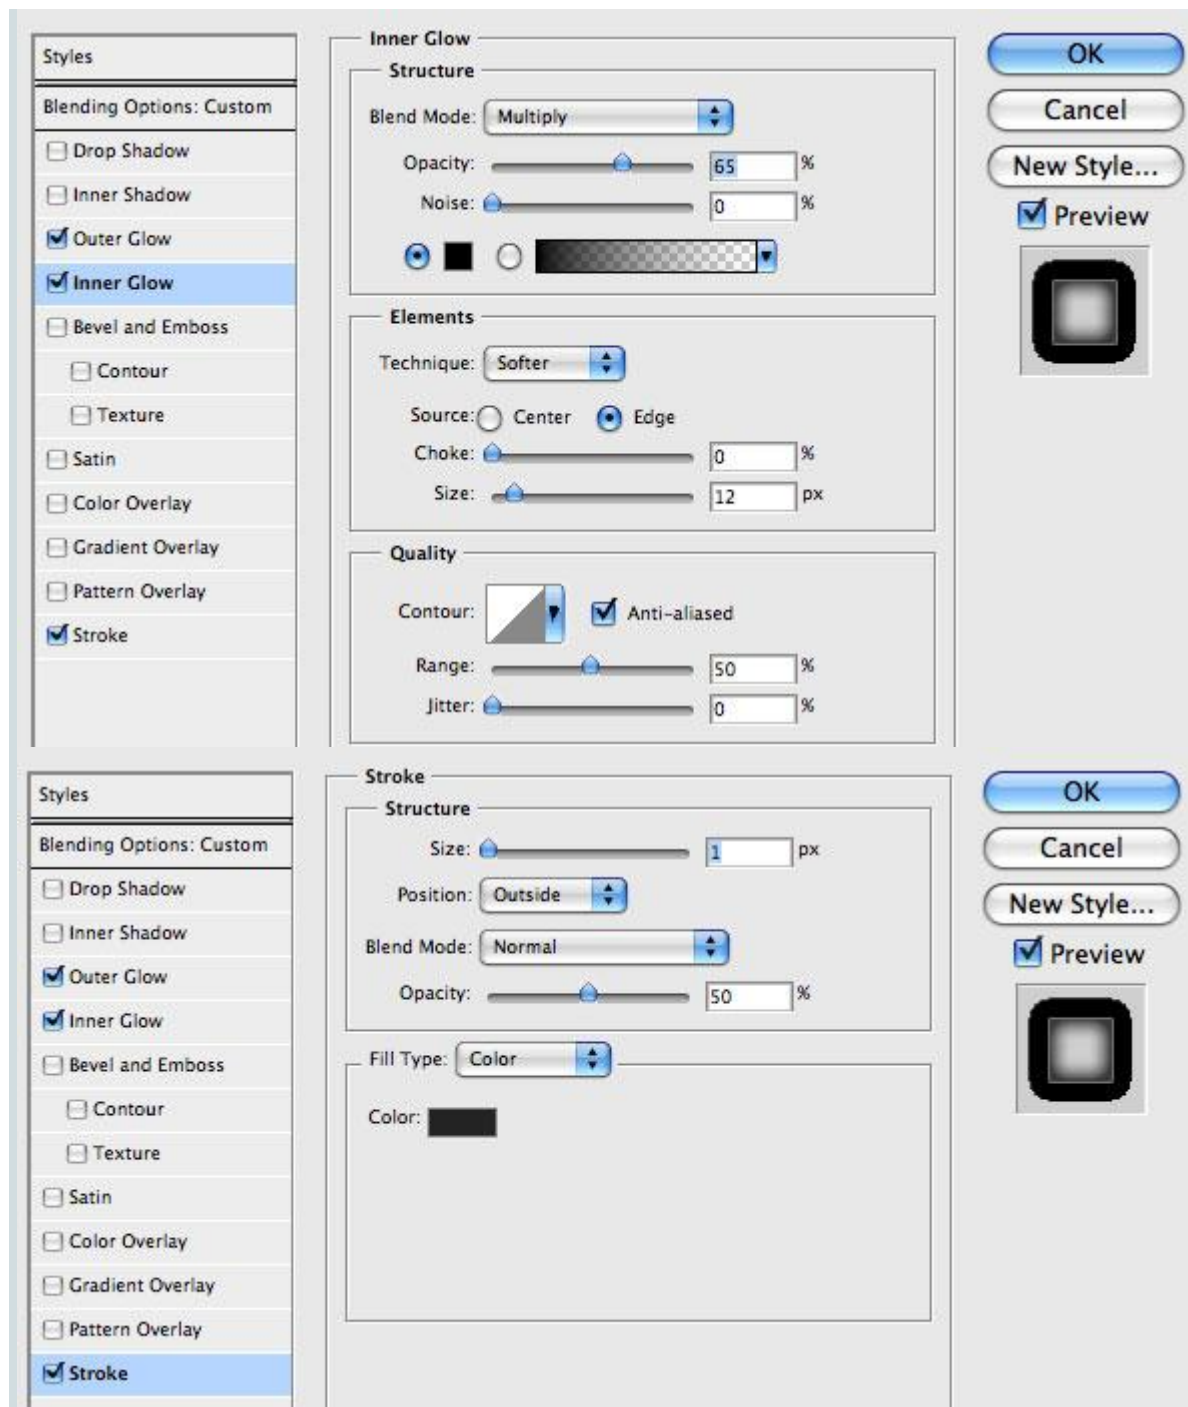 Styles
Blending Options: Custom
Drop Shadow
Inner Shadow
Outer Glow
Inner Glow
Bevel and Emboss
Contour
Texture
Satin
Color Overlay
Gradient Overlay
Pattern Overlay
Stroke
Inner Glow
Structure
Blend Mode: Multiply
Opacity: 65 %
Noise: 0 %
Elements
Technique: Softer
Source: Center Edge
Choke: 0 %
Size: 12 px
Quality
Contour: Anti-aliased
Range: 50 %
Jitter: 0 %
OK
Cancel
New Style...
Preview
Styles
Blending Options: Custom
Drop Shadow
Inner Shadow
Outer Glow
Inner Glow
Bevel and Emboss
Contour
Texture
Satin
Color Overlay
Gradient Overlay
Pattern Overlay
Stroke
Stroke
Structure
Size: 1 px
Position: Outside
Blend Mode: Normal
Opacity: 50 %
Fill Type: Color
Color:
OK
Cancel
New Style...
Preview